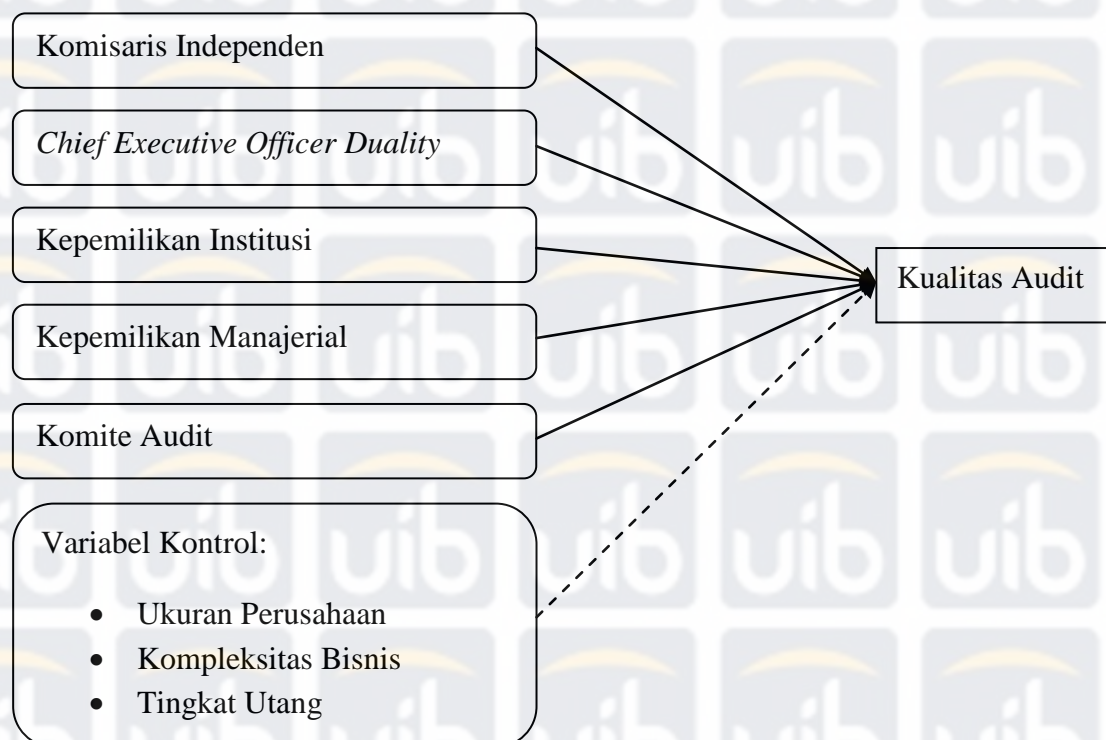 Komisaris Independen
Chief Executive Officer Duality
Kepemilikan Institusi
Kepemilikan Manajerial
Komite Audit
Variabel Kontrol:
• Ukuran Perusahaan
• Kompleksitas Bisnis
• Tingkat Utang
Kualitas Audit
uib